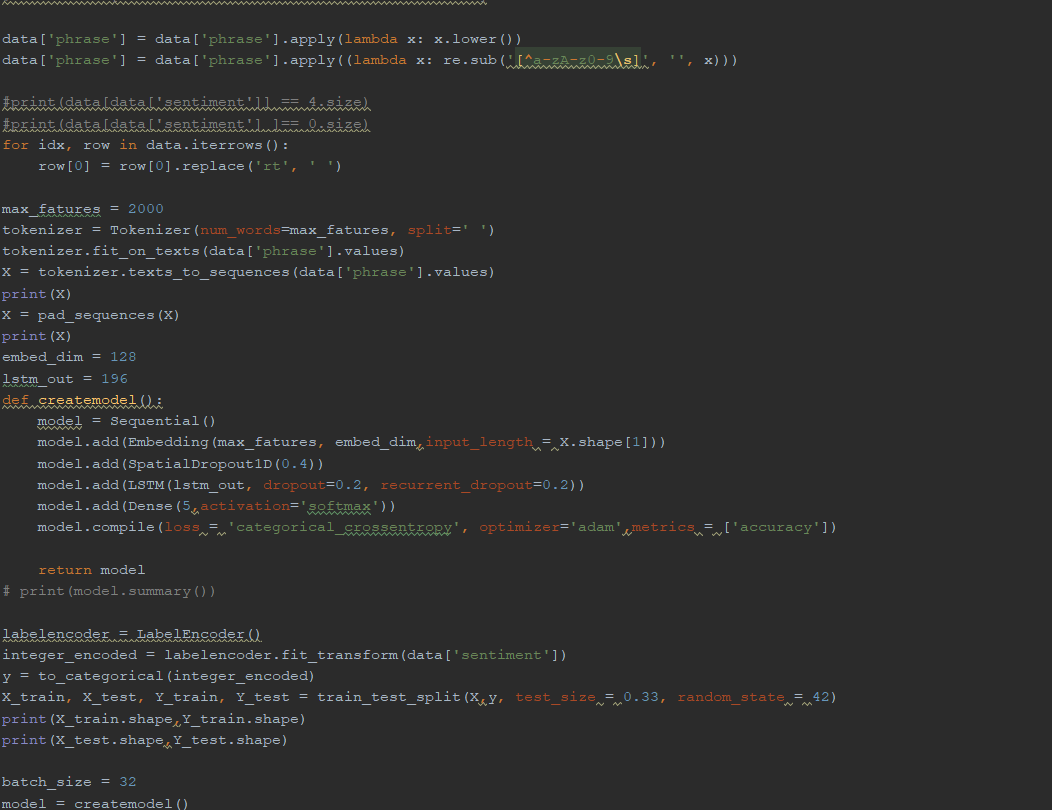 data['phrase'] = data['phrase'].apply(lambda x: x.lower())
data['phrase'] = data['phrase'].apply((lambda x: re.sub('[^a-zA-z0-9\s]', '', x)))
#print(data[data['sentiment']] == 4.size)
#print(data[data['sentiment'] ]== 0.size)
for idx, row in data.iterrows():
    row[0] = row[0].replace('rt', ' ')
max_fatures = 2000
tokenizer = Tokenizer(num_words=max_fatures, split=' ')
tokenizer.fit_on_texts(data['phrase'].values)
X = tokenizer.texts_to_sequences(data['phrase'].values)
print(X)
X = pad_sequences(X)
print(X)
embed_dim = 128
lstm_out = 196
def createmodel():
    model = Sequential()
    model.add(Embedding(max_fatures, embed_dim,input_length = X.shape[1]))
    model.add(SpatialDropout1D(0.4))
    model.add(LSTM(lstm_out, dropout=0.2, recurrent_dropout=0.2))
    model.add(Dense(5,activation='softmax'))
    model.compile(loss = 'categorical_crossentropy', optimizer='adam',metrics = ['accuracy'])
    return model
# print(model.summary())
labelencoder = LabelEncoder()
integer_encoded = labelencoder.fit_transform(data['sentiment'])
y = to_categorical(integer_encoded)
X_train, X_test, Y_train, Y_test = train_test_split(X,y, test_size = 0.33, random_state = 42)
print(X_train.shape,Y_train.shape)
print(X_test.shape,Y_test.shape)
batch_size = 32
model = createmodel()